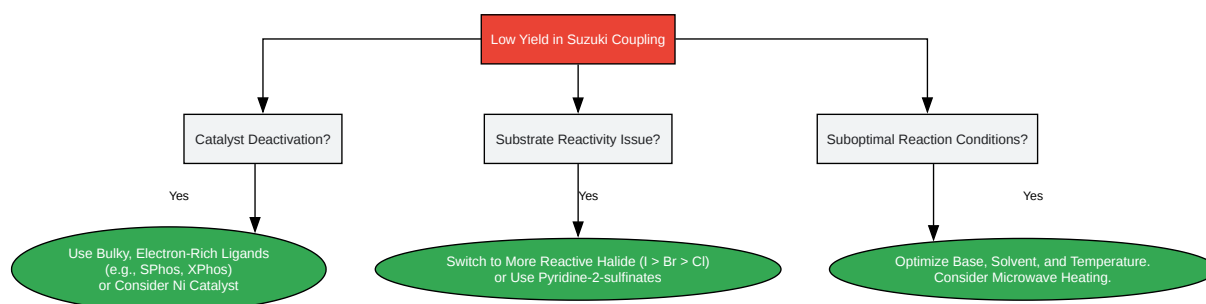 Low Yield in Suzuki Coupling
Catalyst Deactivation?
Substrate Reactivity Issue?
Suboptimal Reaction Conditions?
Yes
Yes
Yes
Use Bulky, Electron-Rich Ligands
(e.g., SPhos, XPhos)
or Consider Ni Catalyst
Switch to More Reactive Halide (I > Br > Cl)
or Use Pyridine-2-sulfinates
Optimize Base, Solvent, and Temperature.
Consider Microwave Heating.